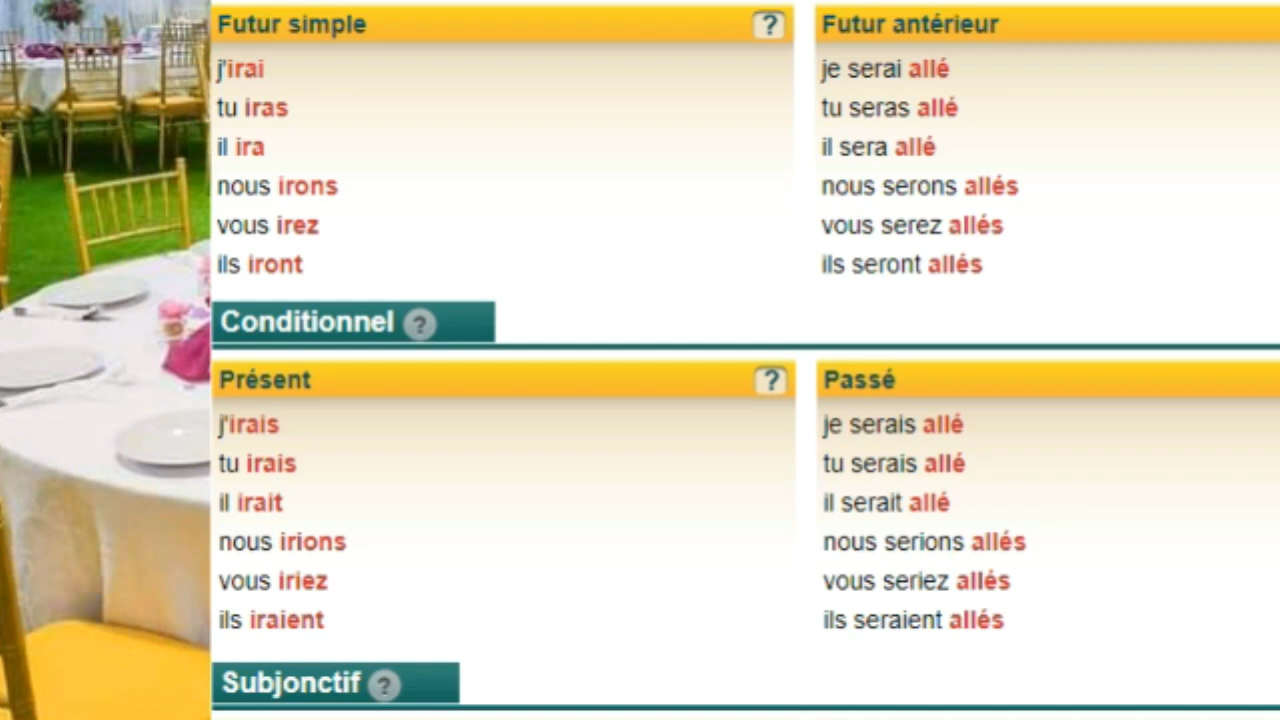 Futur simple ?
j'irai
tu iras
il ira
nous irons
vous irez
ils iront
Futur antérieur
je serai allé
tu seras allé
il sera allé
nous serons allés
vous serez allés
ils seront allés
Conditionnel ?
Présent ?
j'irais
tu irais
il irait
nous irions
vous iriez
ils iraient
Passé
je serais allé
tu serais allé
il serait allé
nous serions allés
vous seriez allés
ils seraient allés
Subjonctif ?